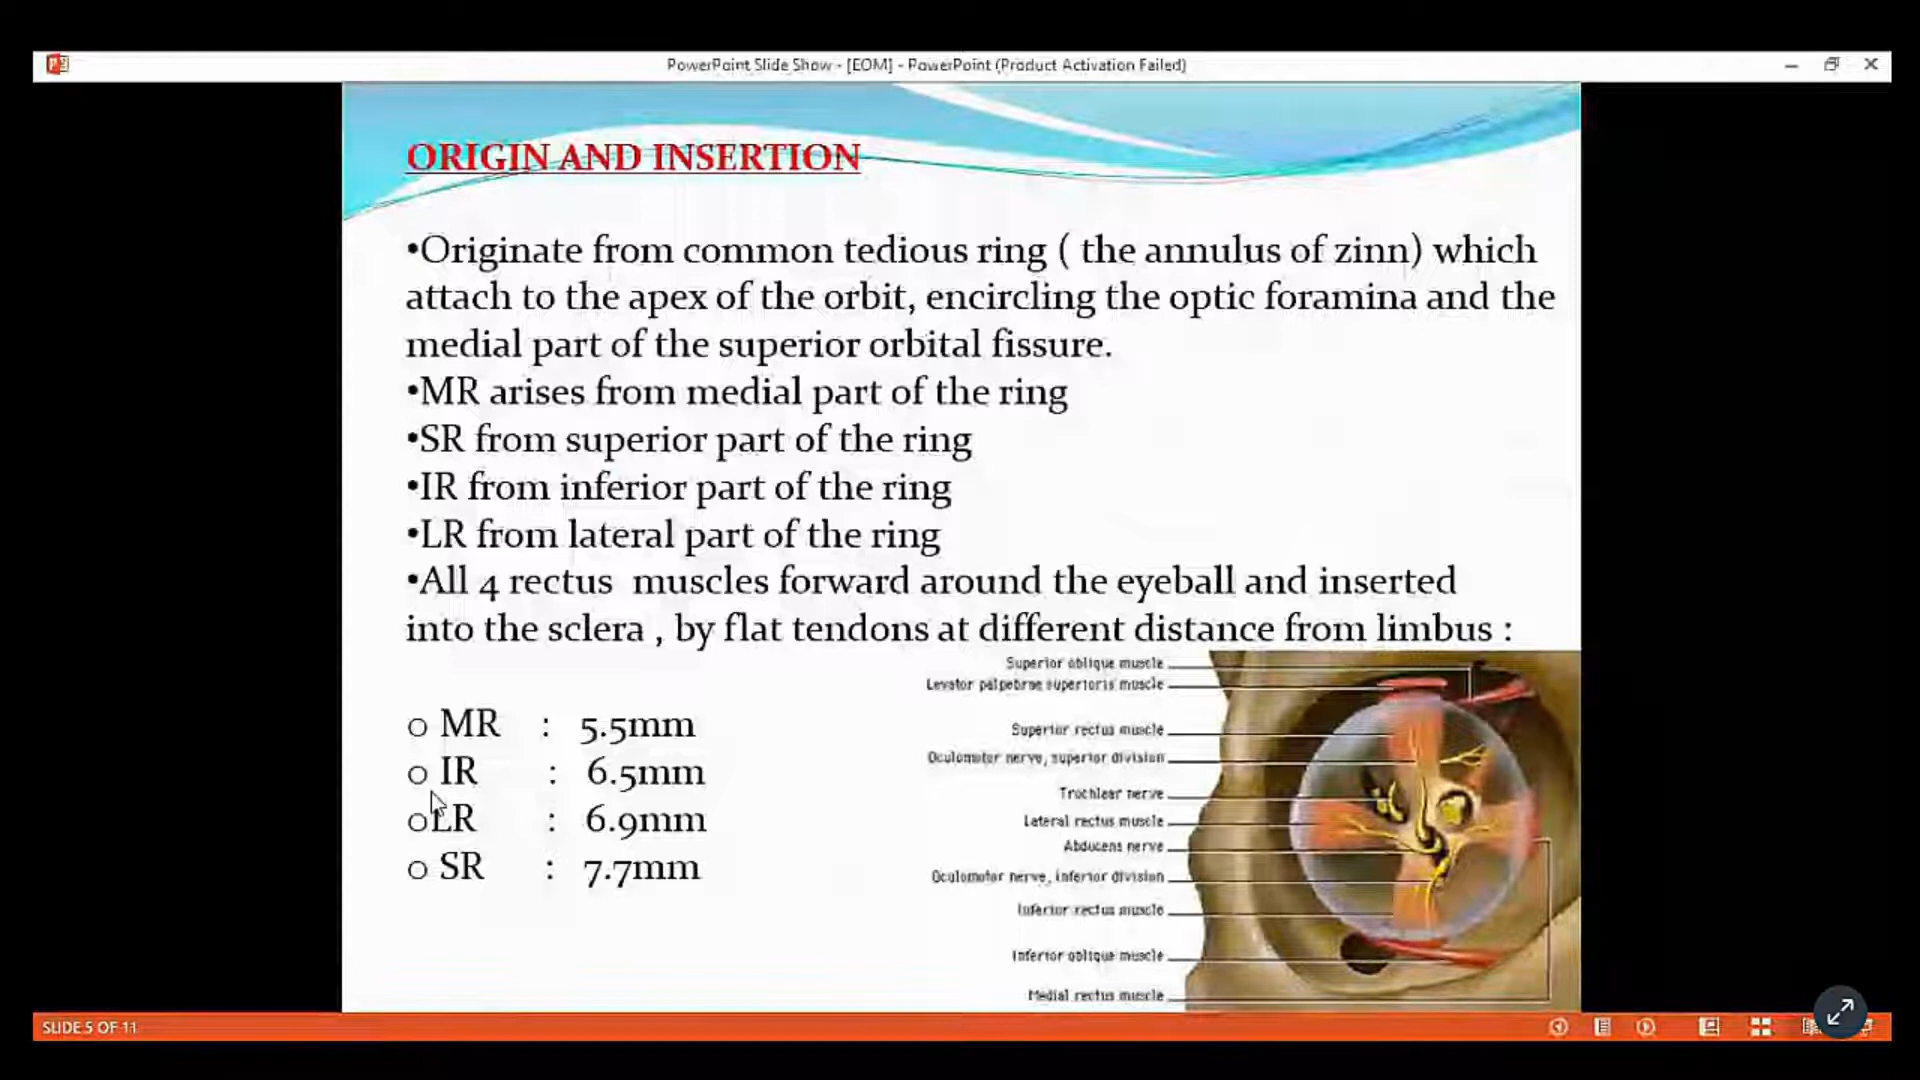 PowerPoint Slide Show - [EOM] - PowerPoint (Product Activation Failed)
ORIGIN AND INSERTION
•Originate from common tedious ring ( the annulus of zinn) which
attach to the apex of the orbit, encircling the optic foramina and the
medial part of the superior orbital fissure.
•MR arises from medial part of the ring
•SR from superior part of the ring
•IR from inferior part of the ring
•LR from lateral part of the ring
•All 4 rectus muscles forward around the eyeball and inserted
into the sclera , by flat tendons at different distance from limbus :
o MR : 5.5mm
o IR : 6.5mm
oLR : 6.9mm
o SR : 7.7mm
Superior oblique muscle
Levator palpebrae superioris muscle
Superior rectus muscle
Oculomotor nerve, superior division
Trochlear nerve
Lateral rectus muscle
Abducens nerve
Oculomotor nerve, inferior division
Inferior rectus muscle
Inferior oblique muscle
Medial rectus muscle
SLIDE 5 OF 11